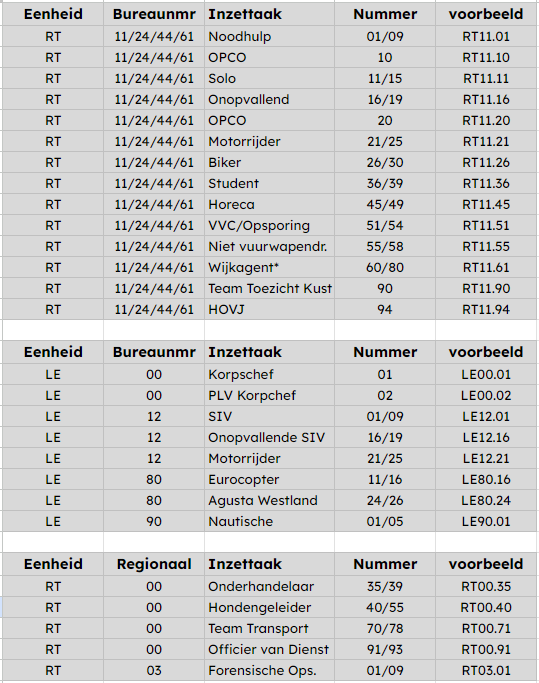 Eenheid Bureaunmr Inzettaak Nummer voorbeeld
RT 11/24/44/61 Noodhulp 01/09 RT11.01
RT 11/24/44/61 OPCO 10 RT11.10
RT 11/24/44/61 Solo 11/15 RT11.11
RT 11/24/44/61 Onopvallend 16/19 RT11.16
RT 11/24/44/61 OPCO 20 RT11.20
RT 11/24/44/61 Motorrijder 21/25 RT11.21
RT 11/24/44/61 Biker 26/30 RT11.26
RT 11/24/44/61 Student 36/39 RT11.36
RT 11/24/44/61 Horeca 45/49 RT11.45
RT 11/24/44/61 VVC/Opsporing 51/54 RT11.51
RT 11/24/44/61 Niet vuurwapendr. 55/58 RT11.55
RT 11/24/44/61 Wijkagent* 60/80 RT11.61
RT 11/24/44/61 Team Toezicht Kust 90 RT11.90
RT 11/24/44/61 HOVJ 94 RT11.94
Eenheid Bureaunmr Inzettaak Nummer voorbeeld
LE 00 Korpschef 01 LE00.01
LE 00 PLV Korpchef 02 LE00.02
LE 12 SIV 01/09 LE12.01
LE 12 Onopvallende SIV 16/19 LE12.16
LE 12 Motorrijder 21/25 LE12.21
LE 80 Eurocopter 11/16 LE80.16
LE 80 Agusta Westland 24/26 LE80.24
LE 90 Nautische 01/05 LE90.01
Eenheid Regionaal Inzettaak Nummer voorbeeld
RT 00 Onderhandelaar 35/39 RT00.35
RT 00 Hondengeleider 40/55 RT00.40
RT 00 Team Transport 70/78 RT00.71
RT 00 Officier van Dienst 91/93 RT00.91
RT 03 Forensische Ops. 01/09 RT03.01